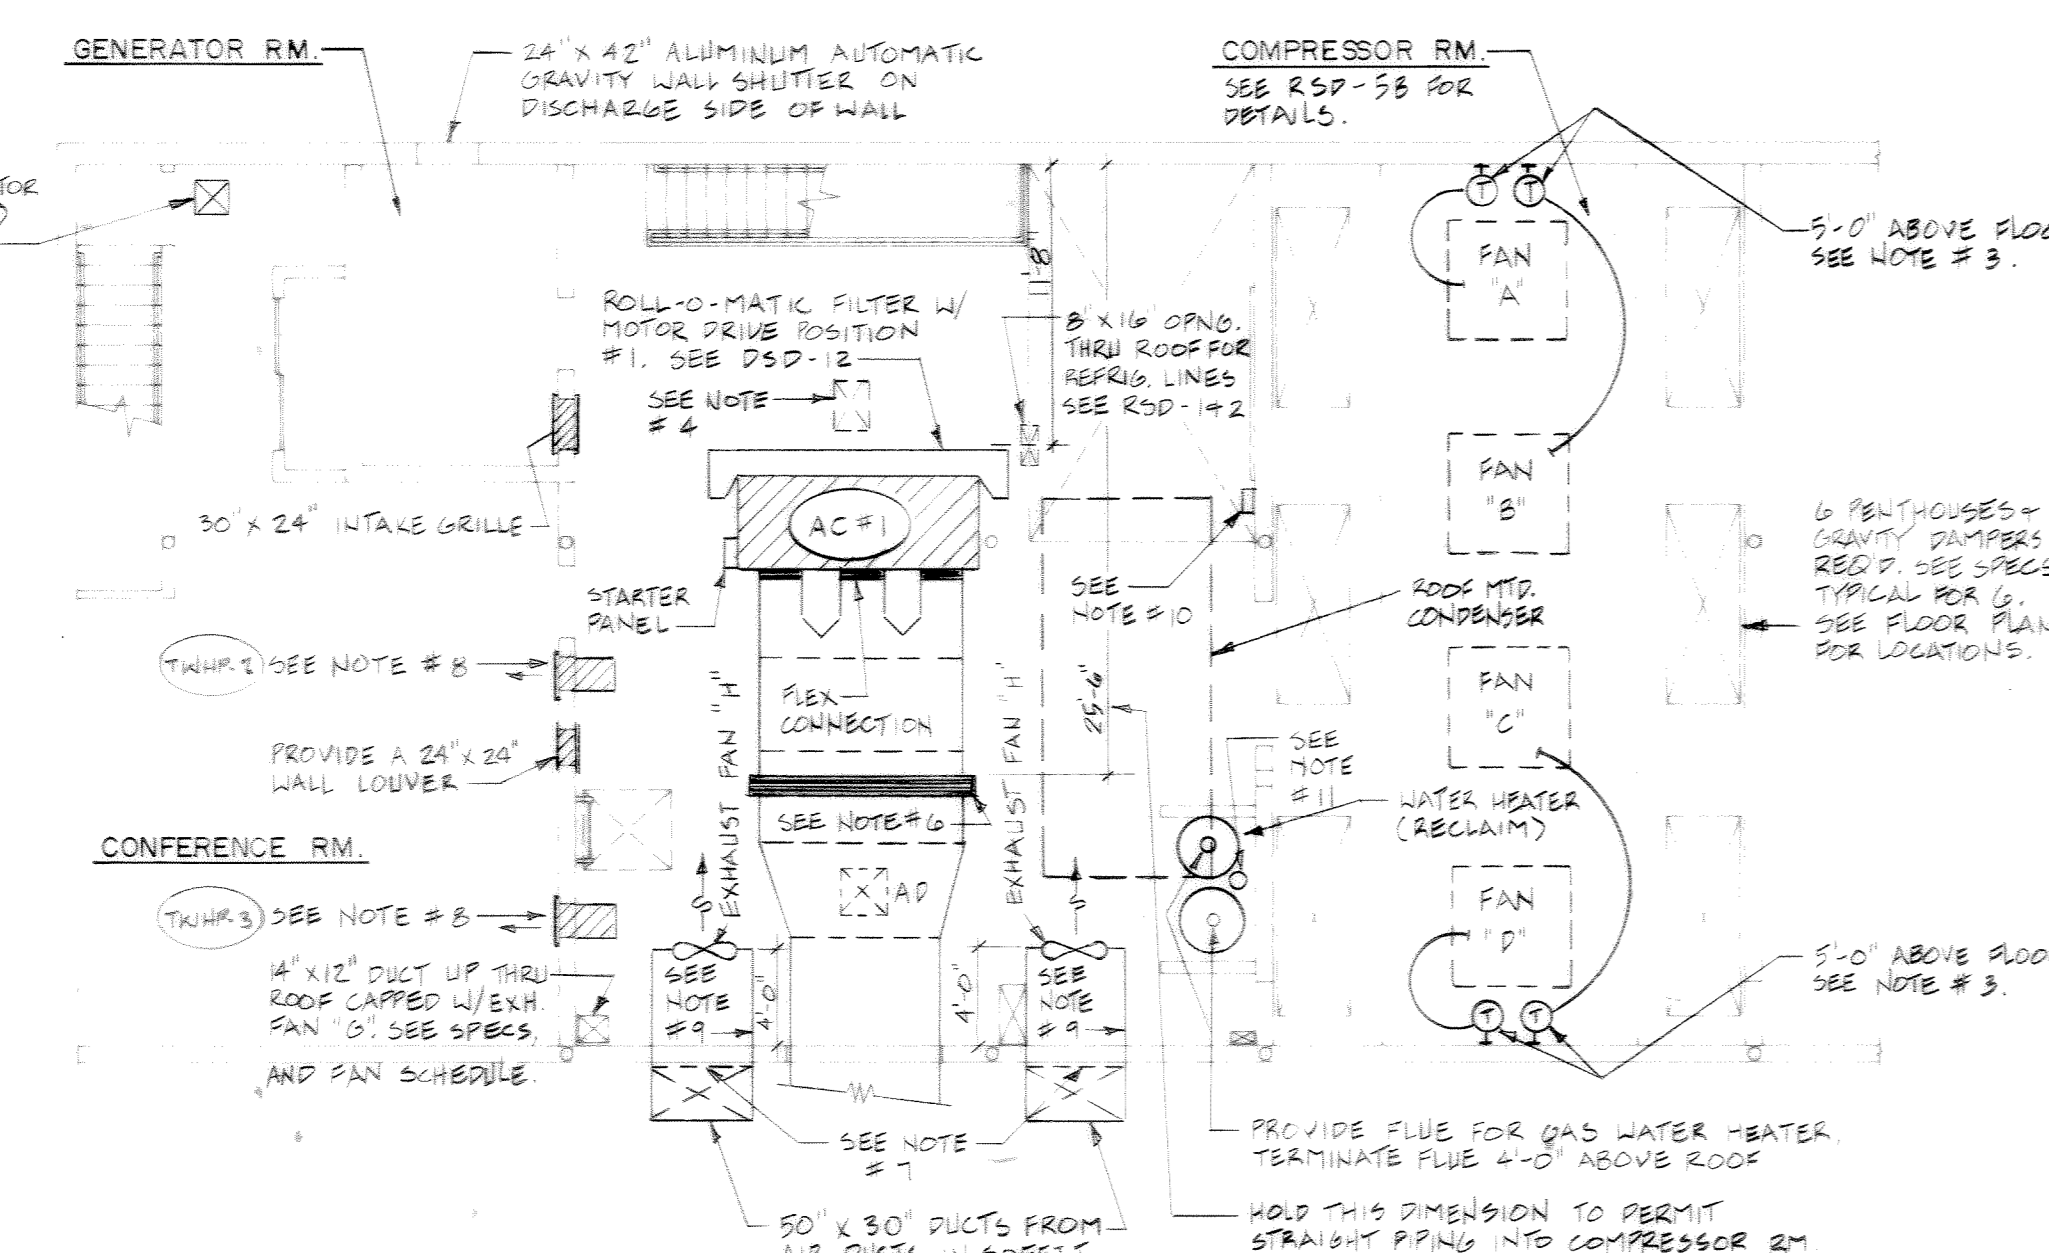 GENERATOR RM.
24" X 42" ALUMINUM AUTOMATIC
GRAVITY WALL SHUTTER ON
DISCHARGE SIDE OF WALL
COMPRESSOR RM.
SEE RSD-5B FOR
DETAILS.
5'-0" ABOVE
SEE NOTE # 3.
FAN
"A"
11'-8
ROLL-O-MATIC FILTER W/
MOTOR DRIVE POSITION
#1. SEE DSD-12
8" X 16" OPNG.
THRU ROOF FOR
REFRIG. LINES
SEE RSD-1+2
SEE NOTE
# 4
FAN
"B"
30" X 24" INTAKE GRILLE
AC #1
6 PENTHOUSES +
GRAVITY DAMPERS
REQ'D. SEE SPECS
TYPICAL FOR 6.
SEE FLOOR PLAN
FOR LOCATIONS.
STARTER
PANEL
SEE
NOTE #10
ROOF MTD.
CONDENSER
TWHP-2
SEE NOTE # 8
FLEX
CONNECTION
EXHAUST FAN "H"
EXHAUST FAN "H"
25'-6"
FAN
"C"
PROVIDE A 24" X 24"
WALL LOUVER
SEE
NOTE
# 11
SEE NOTE #6
WATER HEATER
(RECLAIM)
CONFERENCE RM.
AD
FAN
"D"
TWHP-3
SEE NOTE # 8
S
S
14" X 12" DUCT UP THRU
ROOF CAPPED W/EXH.
FAN "G". SEE SPECS,
AND FAN SCHEDULE.
SEE
NOTE
#9
4'-0"
4'-0"
SEE
NOTE
#9
T
T
T
T
5'-0" ABOVE
SEE NOTE # 3.
SEE NOTE
# 7
PROVIDE FLUE FOR GAS WATER HEATER.
TERMINATE FLUE 4'-0" ABOVE ROOF
50" X 30" DUCTS FROM
HOLD THIS DIMENSION TO PERMIT
STRAIGHT PIPING INTO COMPRESSOR RM.